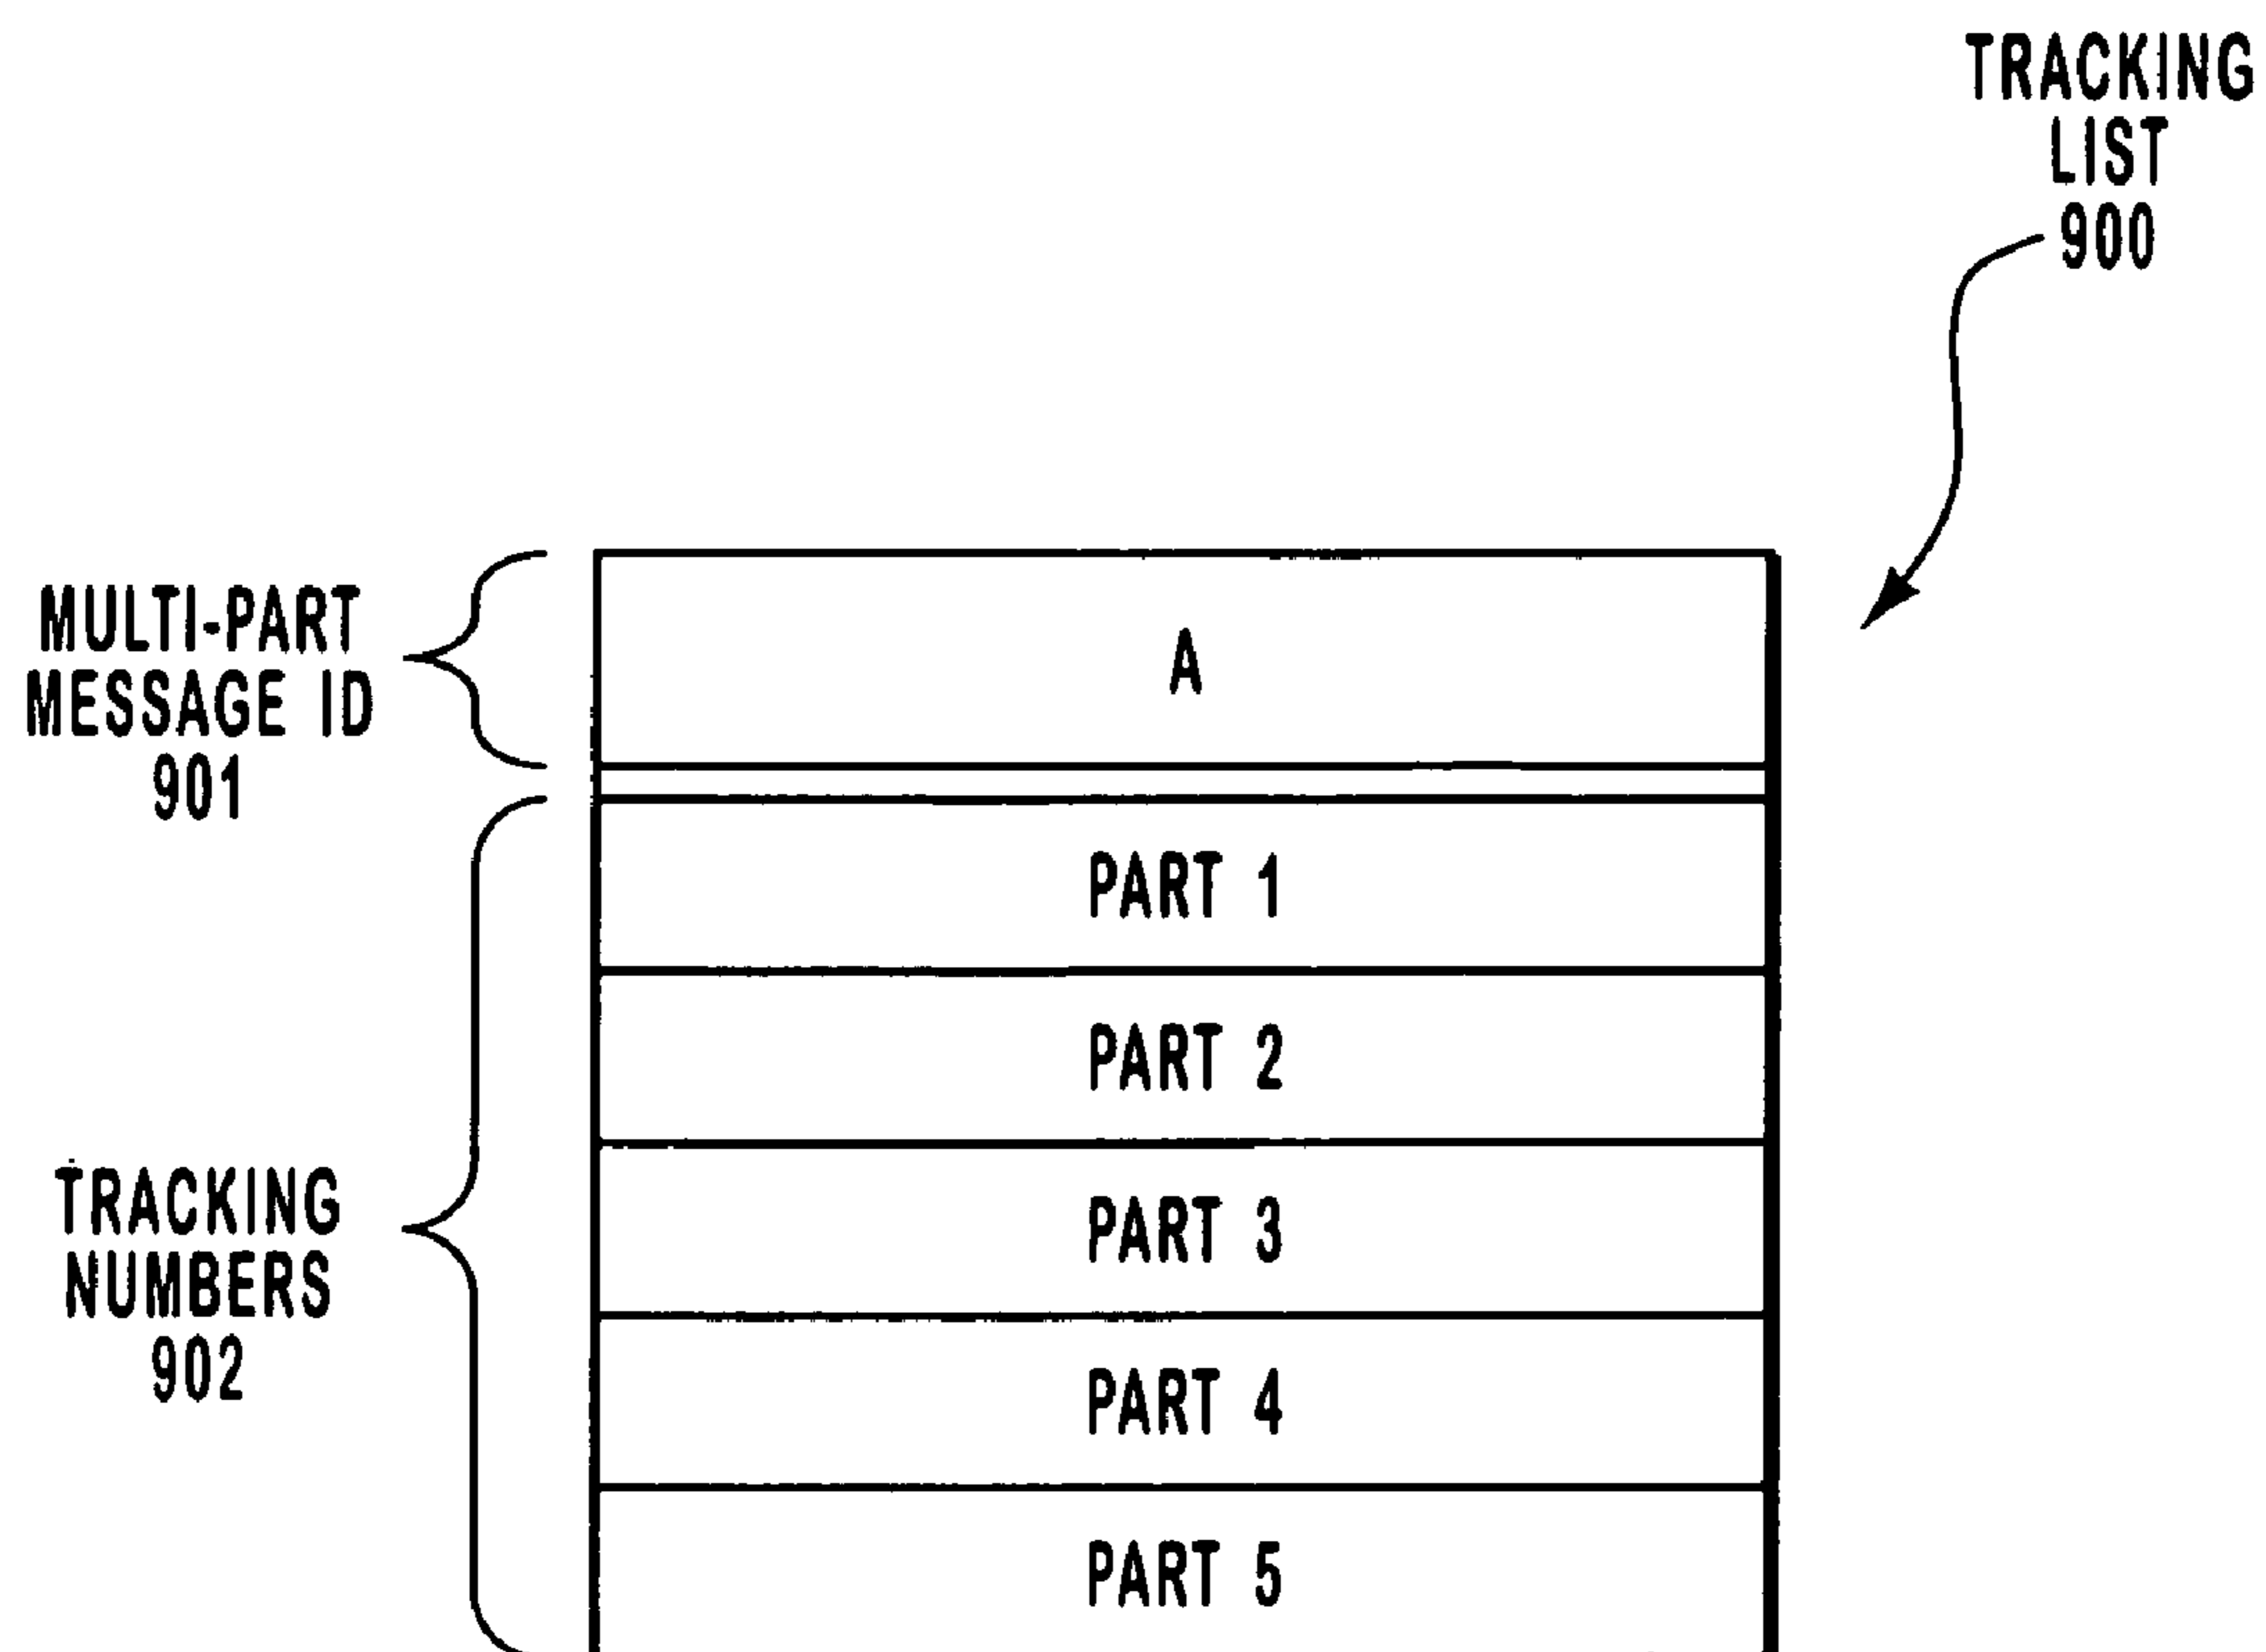 TRACKING
LIST
900
MULTI-PART
MESSAGE ID
901
A
PART 1
PART 2
TRACKING
NUMBERS
902
PART 3
PART 4
PART 5